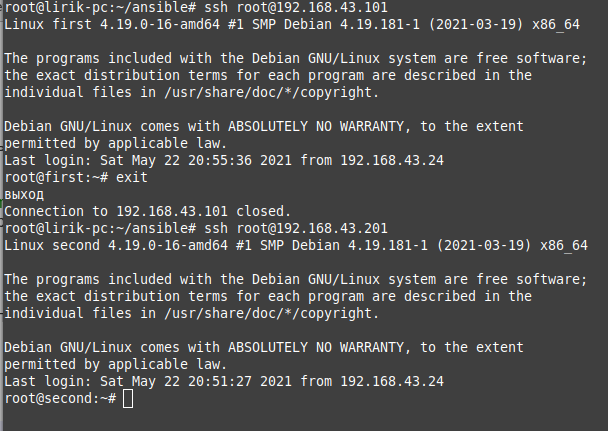 root@lirik-pc:~/ansible# ssh root@192.168.43.101
Linux first 4.19.0-16-amd64 #1 SMP Debian 4.19.181-1 (2021-03-19) x86_64
The programs included with the Debian GNU/Linux system are free software;
the exact distribution terms for each program are described in the
individual files in /usr/share/doc/*/copyright.
Debian GNU/Linux comes with ABSOLUTELY NO WARRANTY, to the extent
permitted by applicable law.
Last login: Sat May 22 20:55:36 2021 from 192.168.43.24
root@first:~# exit
выход
Connection to 192.168.43.101 closed.
root@lirik-pc:~/ansible# ssh root@192.168.43.201
Linux second 4.19.0-16-amd64 #1 SMP Debian 4.19.181-1 (2021-03-19) x86_64
The programs included with the Debian GNU/Linux system are free software;
the exact distribution terms for each program are described in the
individual files in /usr/share/doc/*/copyright.
Debian GNU/Linux comes with ABSOLUTELY NO WARRANTY, to the extent
permitted by applicable law.
Last login: Sat May 22 20:51:27 2021 from 192.168.43.24
root@second:~#